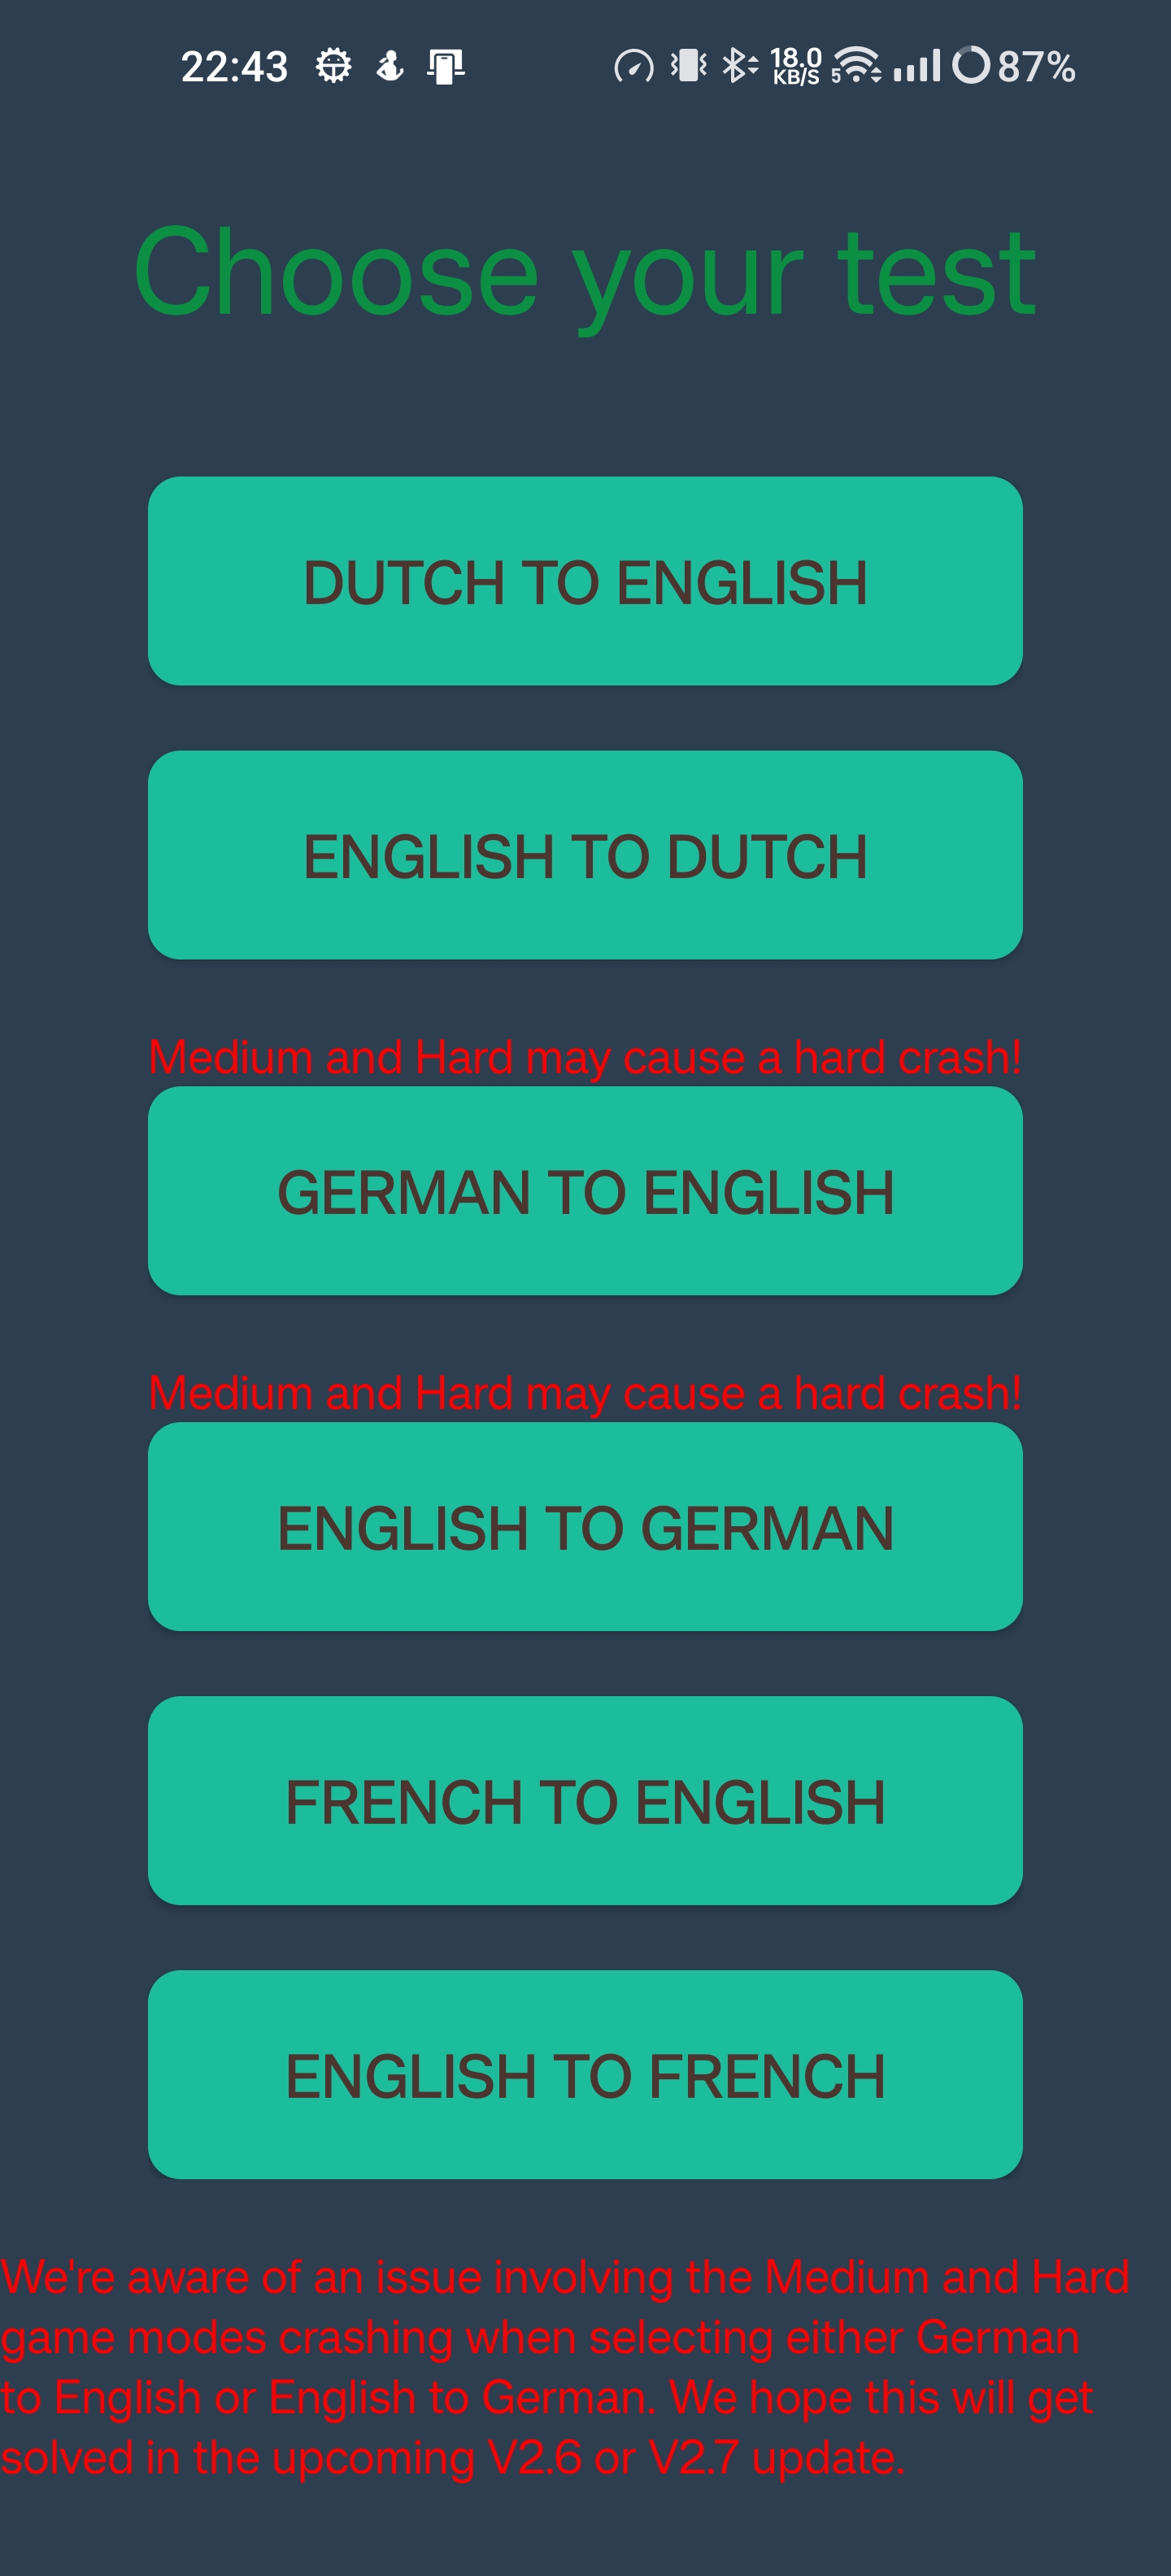 22:43
18.0
KB/S
5
87%
Choose your test
DUTCH TO ENGLISH
ENGLISH TO DUTCH
Medium and Hard may cause a hard crash!
GERMAN TO ENGLISH
Medium and Hard may cause a hard crash!
ENGLISH TO GERMAN
FRENCH TO ENGLISH
ENGLISH TO FRENCH
We're aware of an issue involving the Medium and Hard
game modes crashing when selecting either German
to English or English to German. We hope this will get
solved in the upcoming V2.6 or V2.7 update.